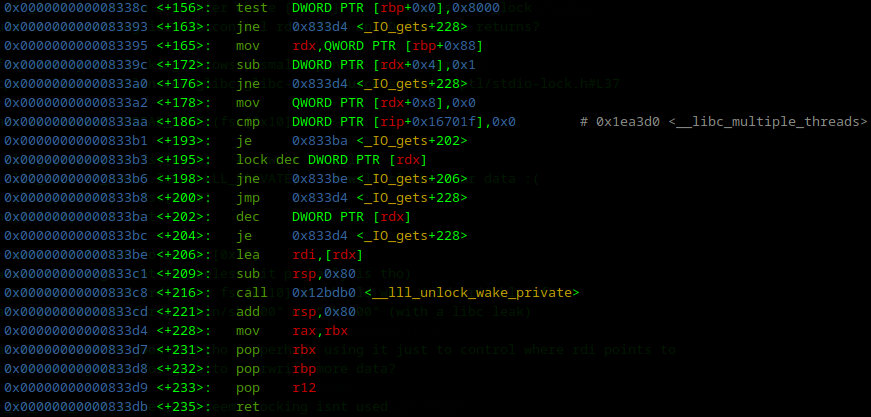 0x000000000008338c <+156>: test DWORD PTR [rbp+0x0],0x8000
0x0000000000083393 <+163>: jne 0x833d4 <_IO_gets+228>
0x0000000000083395 <+165>: mov rdx,QWORD PTR [rbp+0x88]
0x000000000008339c <+172>: sub DWORD PTR [rdx+0x4],0x1
0x00000000000833a0 <+176>: jne 0x833d4 <_IO_gets+228>
0x00000000000833a2 <+178>: mov QWORD PTR [rdx+0x8],0x0
0x00000000000833aa <+186>: cmp DWORD PTR [rip+0x16701f],0x0 # 0x1ea3d0 <__libc_multiple_threads>
0x00000000000833b1 <+193>: je 0x833ba <_IO_gets+202>
0x00000000000833b3 <+195>: lock dec DWORD PTR [rdx]
0x00000000000833b6 <+198>: jne 0x833be <_IO_gets+206>
0x00000000000833b8 <+200>: jmp 0x833d4 <_IO_gets+228>
0x00000000000833ba <+202>: dec DWORD PTR [rdx]
0x00000000000833bc <+204>: je 0x833d4 <_IO_gets+228>
0x00000000000833be <+206>: lea rdi,[rdx]
0x00000000000833c1 <+209>: sub rsp,0x80
0x00000000000833c8 <+216>: call 0x12bdb0 <__lll_unlock_wake_private>
0x00000000000833cd <+221>: add rsp,0x80
0x00000000000833d4 <+228>: mov rax,rbx
0x00000000000833d7 <+231>: pop rbx
0x00000000000833d8 <+232>: pop rbp
0x00000000000833d9 <+233>: pop r12
0x00000000000833db <+235>: ret